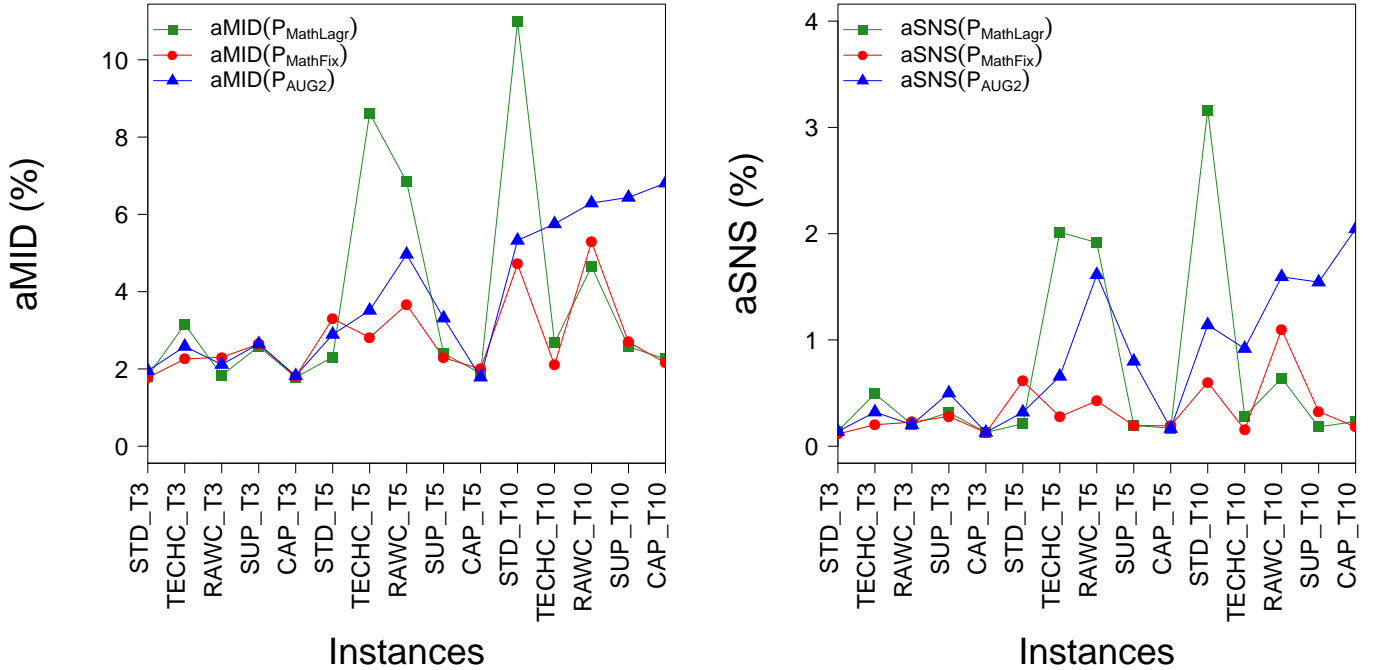 aMID(P_MathLagr)
aMID(P_MathFix)
aMID(P_AUG2)
aMID (%)
10
8
6
4
2
0
STD_T3
TECHC_T3
RAWC_T3
SUP_T3
CAP_T3
STD_T5
TECHC_T5
RAWC_T5
SUP_T5
CAP_T5
STD_T10
TECHC_T10
RAWC_T10
SUP_T10
CAP_T10
Instances
aSNS(P_MathLagr)
aSNS(P_MathFix)
aSNS(P_AUG2)
aSNS (%)
4
3
2
1
0
STD_T3
TECHC_T3
RAWC_T3
SUP_T3
CAP_T3
STD_T5
TECHC_T5
RAWC_T5
SUP_T5
CAP_T5
STD_T10
TECHC_T10
RAWC_T10
SUP_T10
CAP_T10
Instances